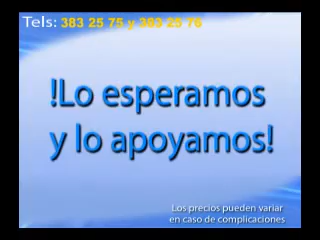 Tels: 383 25 75 y 383 25 76
!Lo esperamos
y lo apoyamos!
Los precios pueden variar
en caso de complicaciones